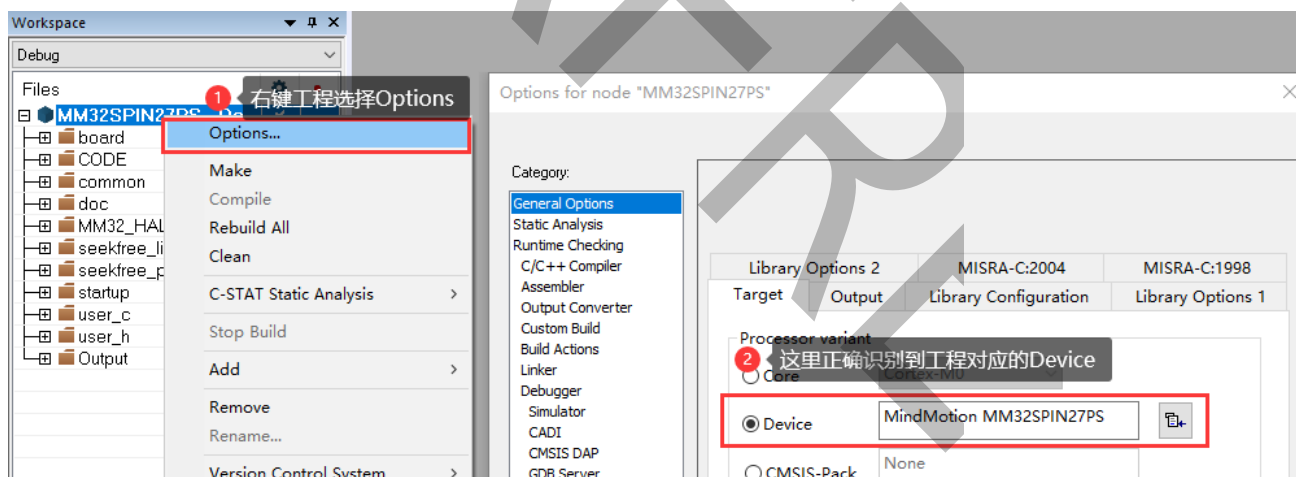 Workspace
Debug
Files
1 右键工程选择Options
MM32SPIN27PS
board
CODE
common
doc
MM32_HAL
seekfree_li
seekfree_p
startup
user_c
user_h
Output
Options...
Make
Compile
Rebuild All
Clean
C-STAT Static Analysis
Stop Build
Add
Remove
Rename...
Version Control System
Options for node "MM32SPIN27PS"
Category:
General Options
Static Analysis
Runtime Checking
C/C++ Compiler
Assembler
Output Converter
Custom Build
Build Actions
Linker
Debugger
Simulator
CADI
CMSIS DAP
GDB Server
Library Options 2 MISRA-C:2004 MISRA-C:1998
Target Output Library Configuration Library Options 1
Processor variant
2 这里正确识别到工程对应的Device
Core Cortex-M0
Device MindMotion MM32SPIN27PS
CMSIS-Pack None